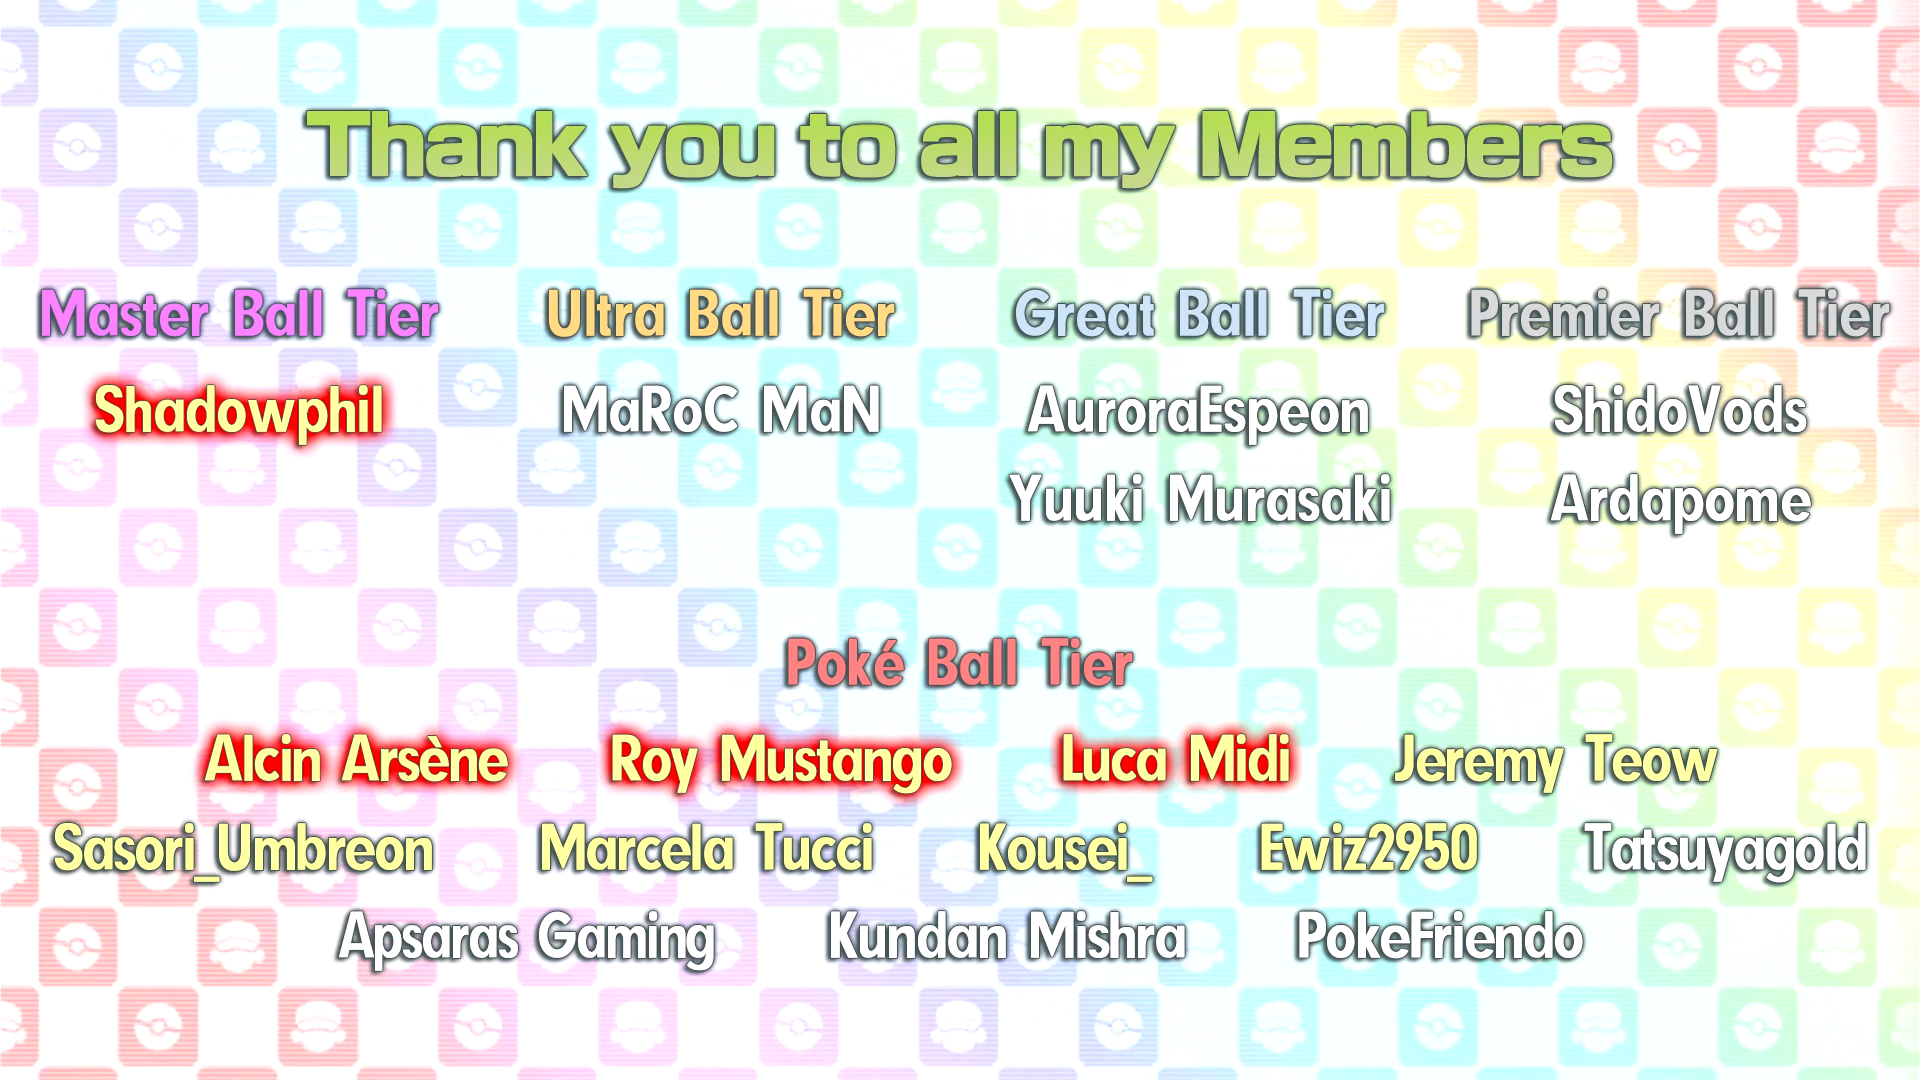 Thank you to all my Members
Master Ball Tier Ultra Ball Tier Great Ball Tier Premier Ball Tier
Shadowphil MaRoC MaN AuroraEspeon ShidoVods
Yuuki Murasaki Ardapome
Poké Ball Tier
Alcin Arsène Roy Mustango Luca Midi Jeremy Teow
Sasori_Umbreon Marcela Tucci Kousei_ Ewiz2950 Tatsuyagold
Apsaras Gaming Kundan Mishra PokeFriendo